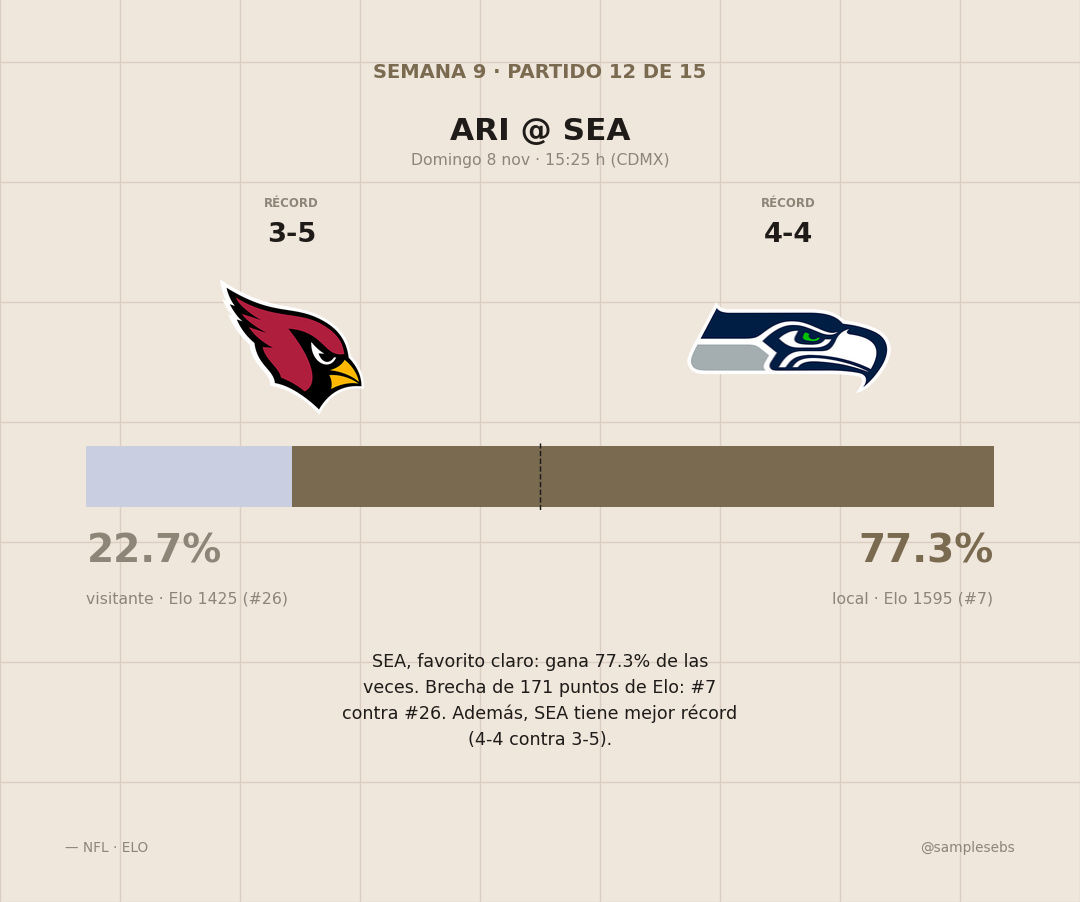 SEMANA 9 · PARTIDO 12 DE 15
ARI @ SEA
Domingo 8 nov · 15:25 h (CDMX)
RÉCORD
3-5
RÉCORD
4-4
22.7%
77.3%
visitante · Elo 1425 (#26)
local · Elo 1595 (#7)
SEA, favorito claro: gana 77.3% de las
veces. Brecha de 171 puntos de Elo: #7
contra #26. Además, SEA tiene mejor récord
(4-4 contra 3-5).
— NFL · ELO
@samplesebs